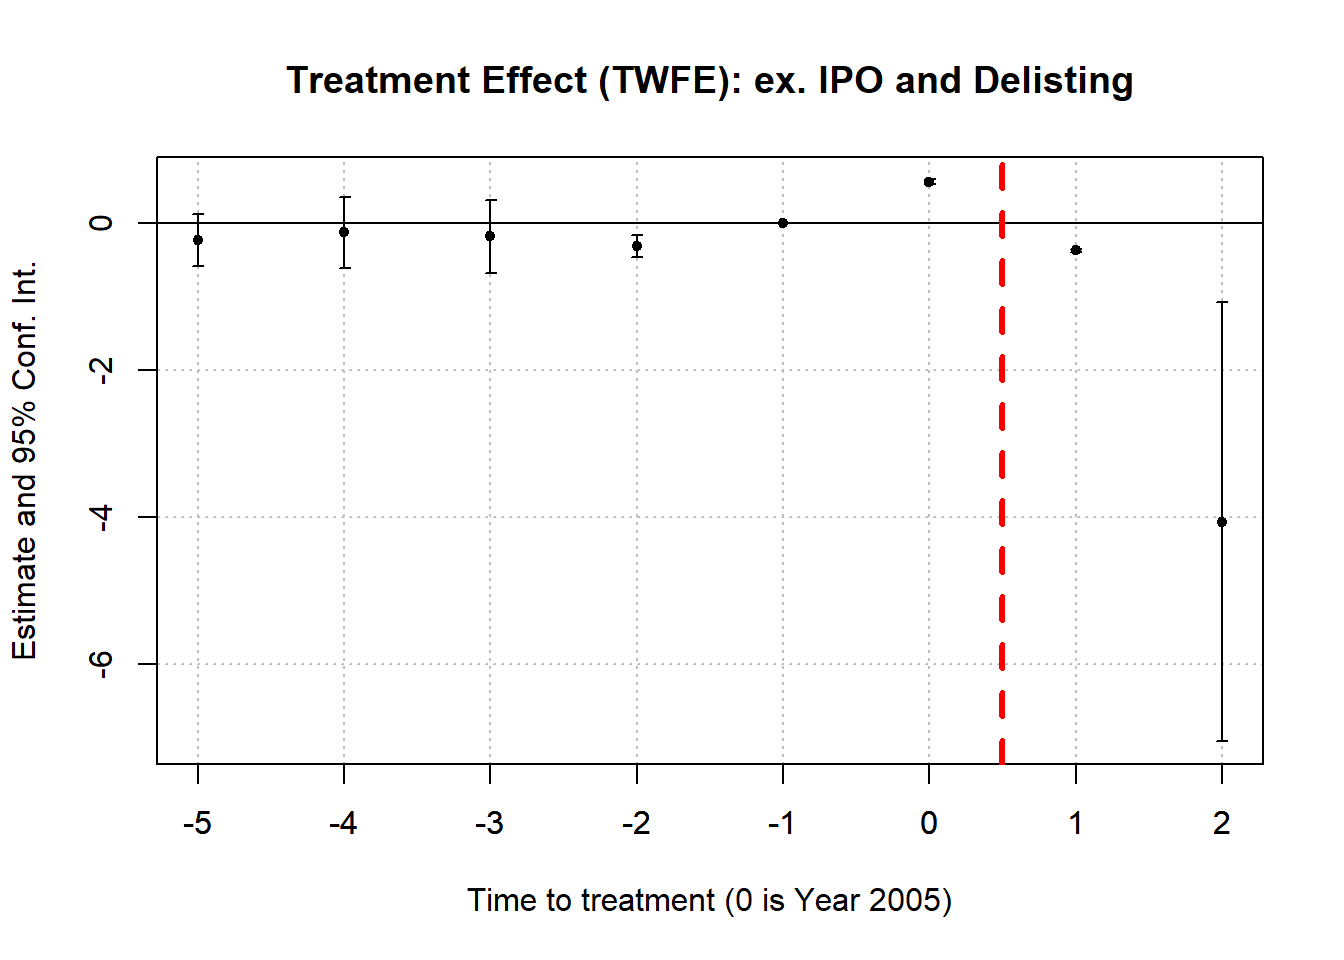 Treatment Effect (TWFE): ex. IPO and Delisting
Estimate and 95% Conf. Int.
0
-2
-4
-6
-5 -4 -3 -2 -1 0 1 2
Time to treatment (0 is Year 2005)